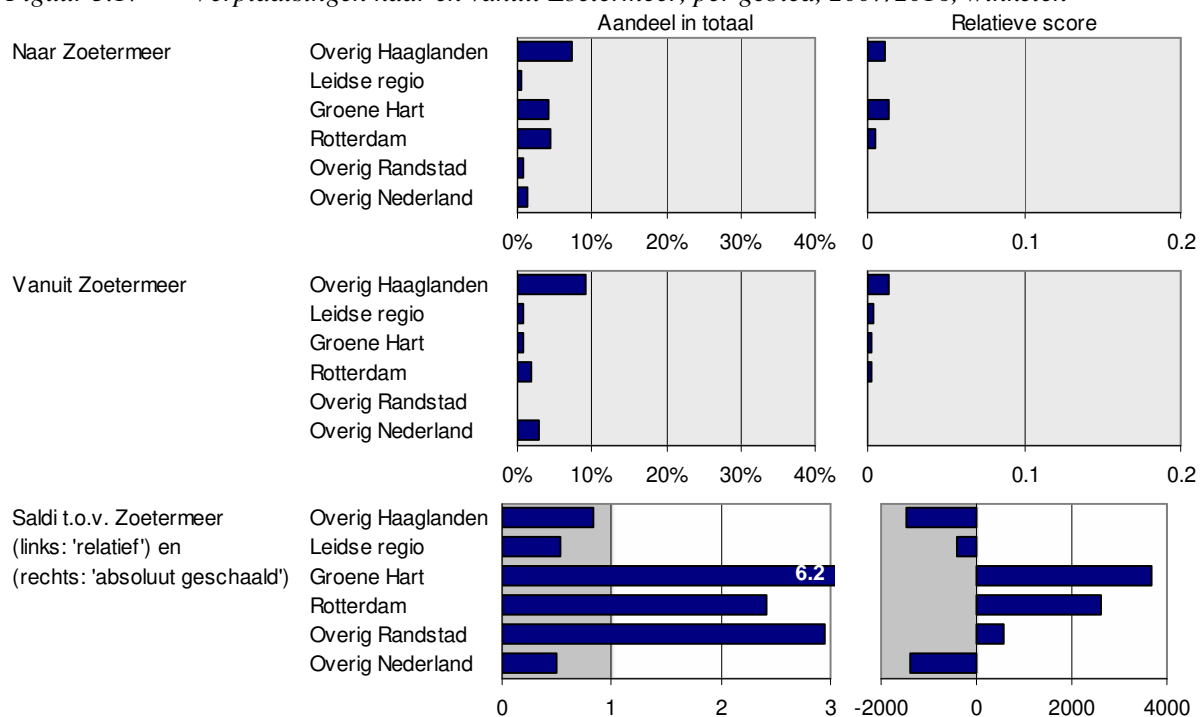 Aandeel in totaal Relatieve score
Naar Zoetermeer Overig Haaglanden
Leidse regio
Groene Hart
Rotterdam
Overig Randstad
Overig Nederland
0% 10% 20% 30% 40% 0 0.1 0.2
Vanuit Zoetermeer Overig Haaglanden
Leidse regio
Groene Hart
Rotterdam
Overig Randstad
Overig Nederland
0% 10% 20% 30% 40% 0 0.1 0.2
Saldi t.o.v. Zoetermeer Overig Haaglanden
(links: 'relatief') en Leidse regio
(rechts: 'absoluut geschaald') Groene Hart 6.2
Rotterdam
Overig Randstad
Overig Nederland
0 1 2 3 -2000 0 2000 4000